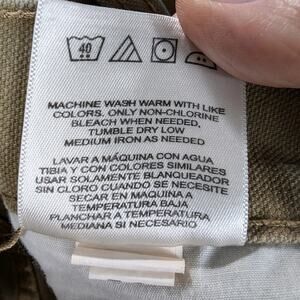 40
MACHINE WASH WARM WITH LIKE
COLORS. ONLY NON-CHLORINE
BLEACH WHEN NEEDED,
TUMBLE DRY LOW
MEDIUM IRON AS NEEDED
LAVAR A MÁQUINA CON AGUA
TIBIA Y CON COLORES SIMILARES
USAR SOLAMENTE BLANQUEADOR
SIN CLORO CUANDO SE NECESITE
SECAR EN MAQUINA A
TEMPERATURA BAJA
PLANCHAR A TEMPERATURA
MEDIANA SI NECESARIO